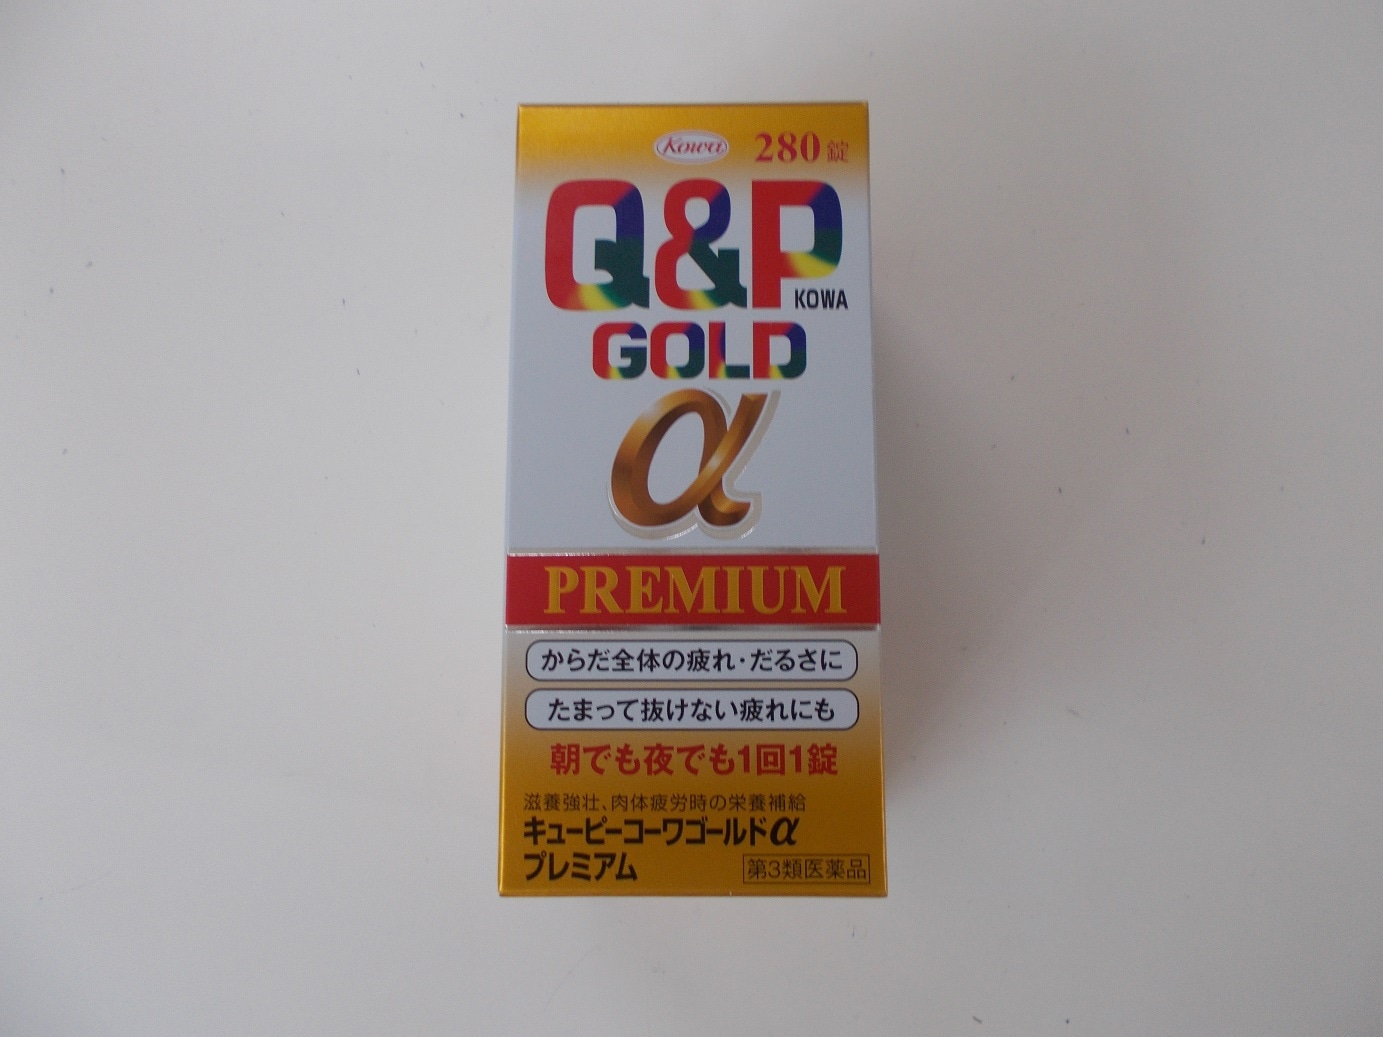 Kowa 280錠
Q&P
KOWA
GOLD
α
PREMIUM
からだ全体の疲れ・だるさに
たまって抜けない疲れにも
朝でも夜でも1回1錠
滋養強壮、肉体疲労時の栄養補給
キューピーコーワゴールドα
プレミアム 第3類医薬品